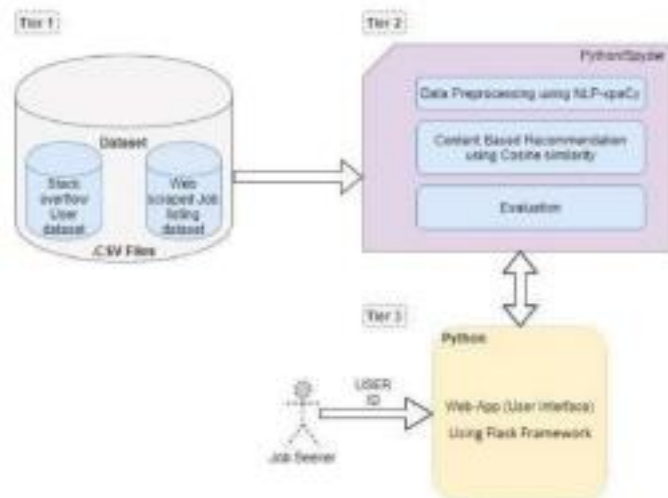 Tier 1
Dataset
Stack
overflow
User
dataset
Web
scraped Job
listing
dataset
.CSV Files
Tier 2
Python/Spyder
Data Preprocessing using NLP-spaCy
Content Based Recommendation
using Cosine similarity
Evaluation
Tier 3
Python
Web-App (User Interface)
Using Flask Framework
USER
ID
Job Seeker